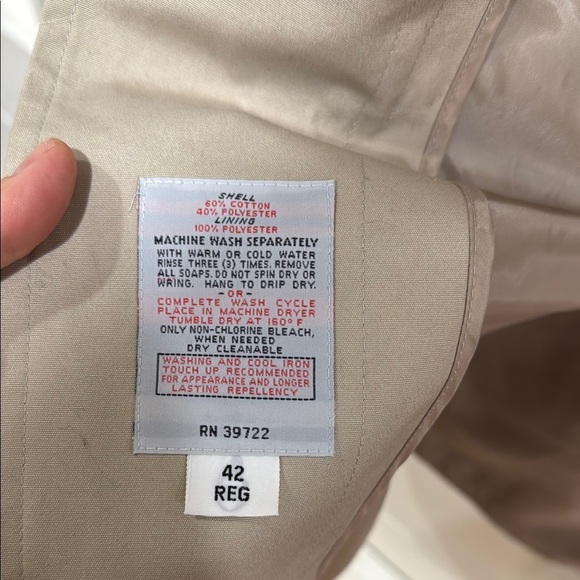 SHELL
60% COTTON
40% POLYESTER
LINING
100% POLYESTER
MACHINE WASH SEPARATELY
WITH WARM OR COLD WATER
RINSE THREE (3) TIMES. REMOVE
ALL SOAPS. DO NOT SPIN DRY OR
WRING. HANG TO DRIP DRY.
-OR-
COMPLETE WASH CYCLE
PLACE IN MACHINE DRYER
TUMBLE DRY AT 160° F
ONLY NON-CHLORINE BLEACH,
WHEN NEEDED
DRY CLEANABLE
WASHING AND COOL IRON
TOUCH UP RECOMMENDED
FOR APPEARANCE AND LONGER
LASTING REPELLENCY
RN 39722
42
REG